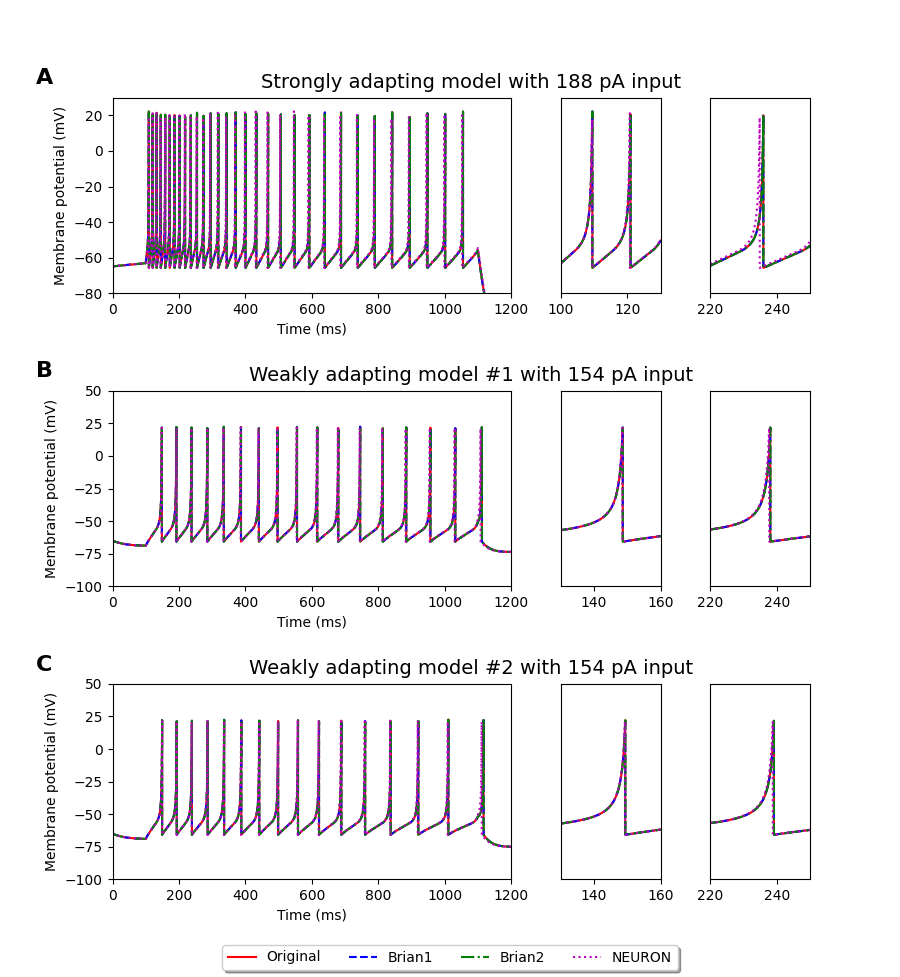 A
Strongly adapting model with 188 pA input
Membrane potential (mV)
20
0
−20
−40
−60
−80
0 200 400 600 800 1000 1200
100 120
220 240
Time (ms)
B
Weakly adapting model #1 with 154 pA input
Membrane potential (mV)
50
25
0
−25
−50
−75
−100
0 200 400 600 800 1000 1200
140 160
220 240
Time (ms)
C
Weakly adapting model #2 with 154 pA input
Membrane potential (mV)
50
25
0
−25
−50
−75
−100
0 200 400 600 800 1000 1200
140 160
220 240
Time (ms)
Original Brian1 Brian2 NEURON